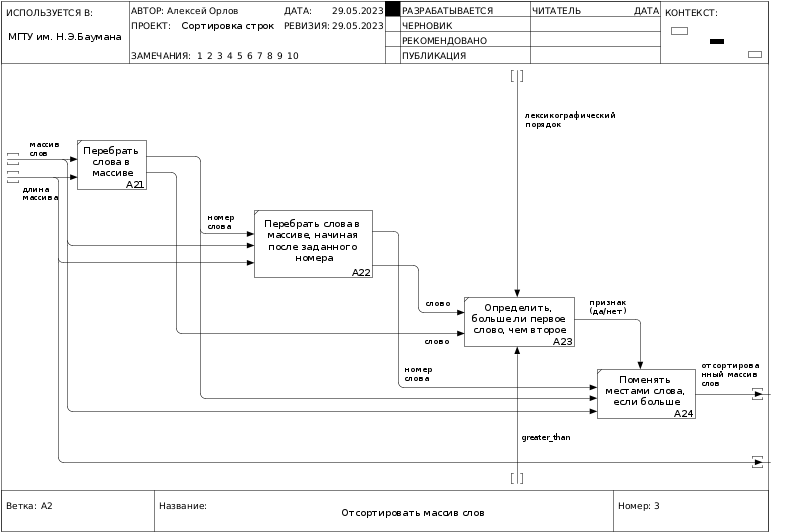 ИСПОЛЬЗУЕТСЯ В:
МГТУ им. Н.Э.Баумана
АВТОР: Алексей Орлов
ДАТА: 29.05.2023
ПРОЕКТ: Сортировка строк
РЕВИЗИЯ: 29.05.2023
ЗАМЕЧАНИЯ: 1 2 3 4 5 6 7 8 9 10
РАЗРАБАТЫВАЕТСЯ
ЧЕРНОВИК
РЕКОМЕНДОВАНО
ПУБЛИКАЦИЯ
ЧИТАТЕЛЬ
ДАТА
КОНТЕКСТ:
лексикографический
порядок
массив
слов
длина
массива
Перебрать
слова в
массиве
A21
номер
слова
Перебрать слова в
массиве, начиная
после заданного
номера
A22
слово
слово
Определить,
больше ли первое
слово, чем второе
A23
признак
(да/нет)
номер
слова
Поменять
местами слова,
если больше
A24
отсортирова
нный массив
слов
greater_than
Ветка: A2
Название:
Отсортировать массив слов
Номер: 3